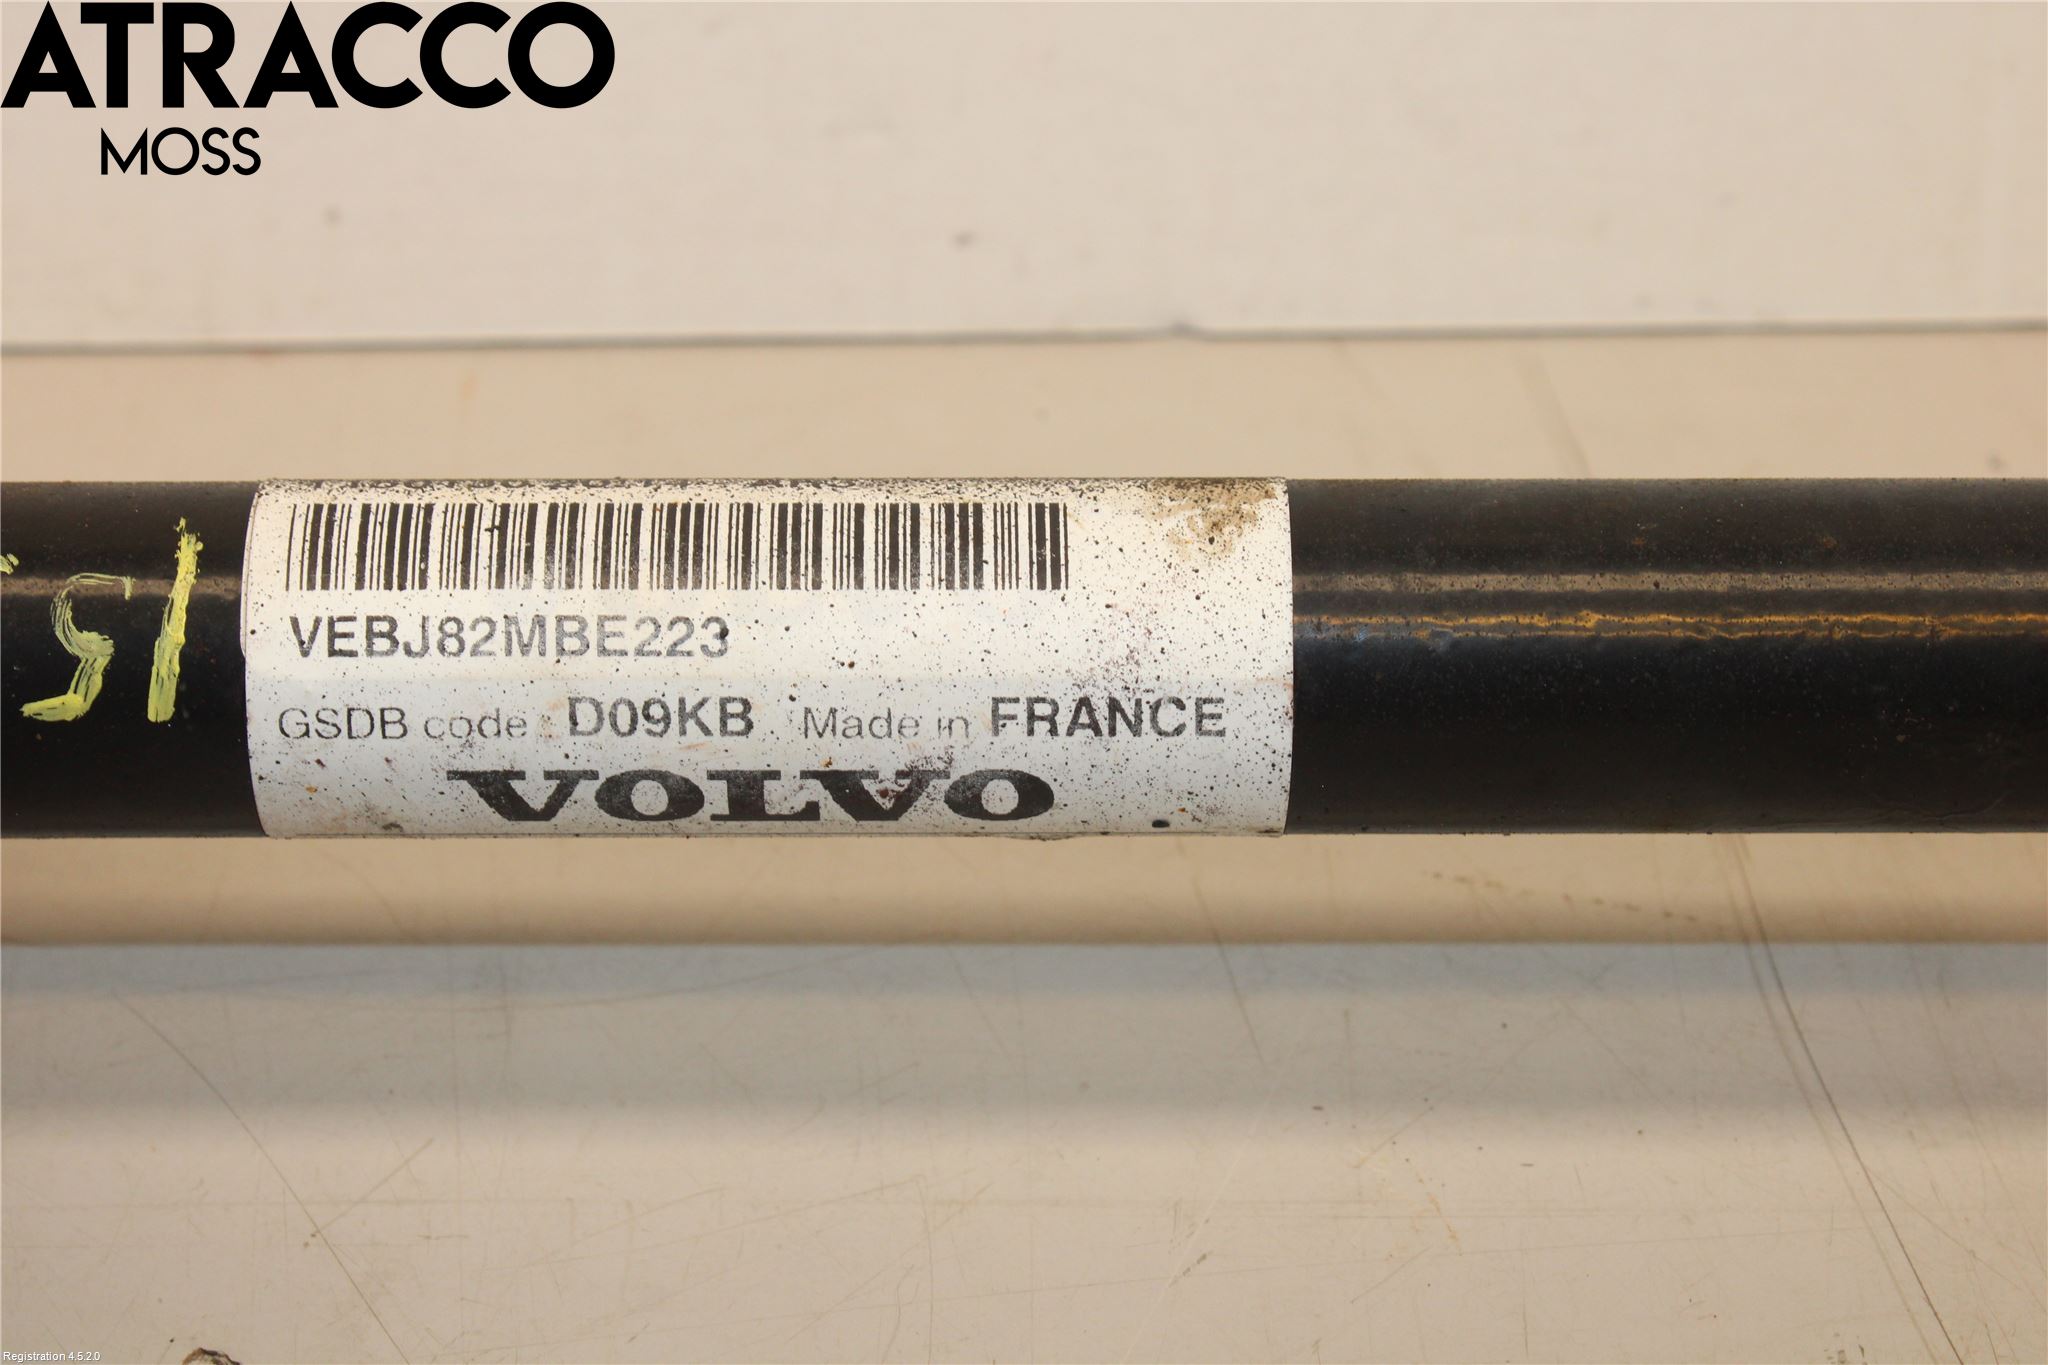 ATRACCO
MOSS
VEBJ82MBE223
GSDB code : D09KB Made in FRANCE
VOLVO
Registration 4.5.2.0